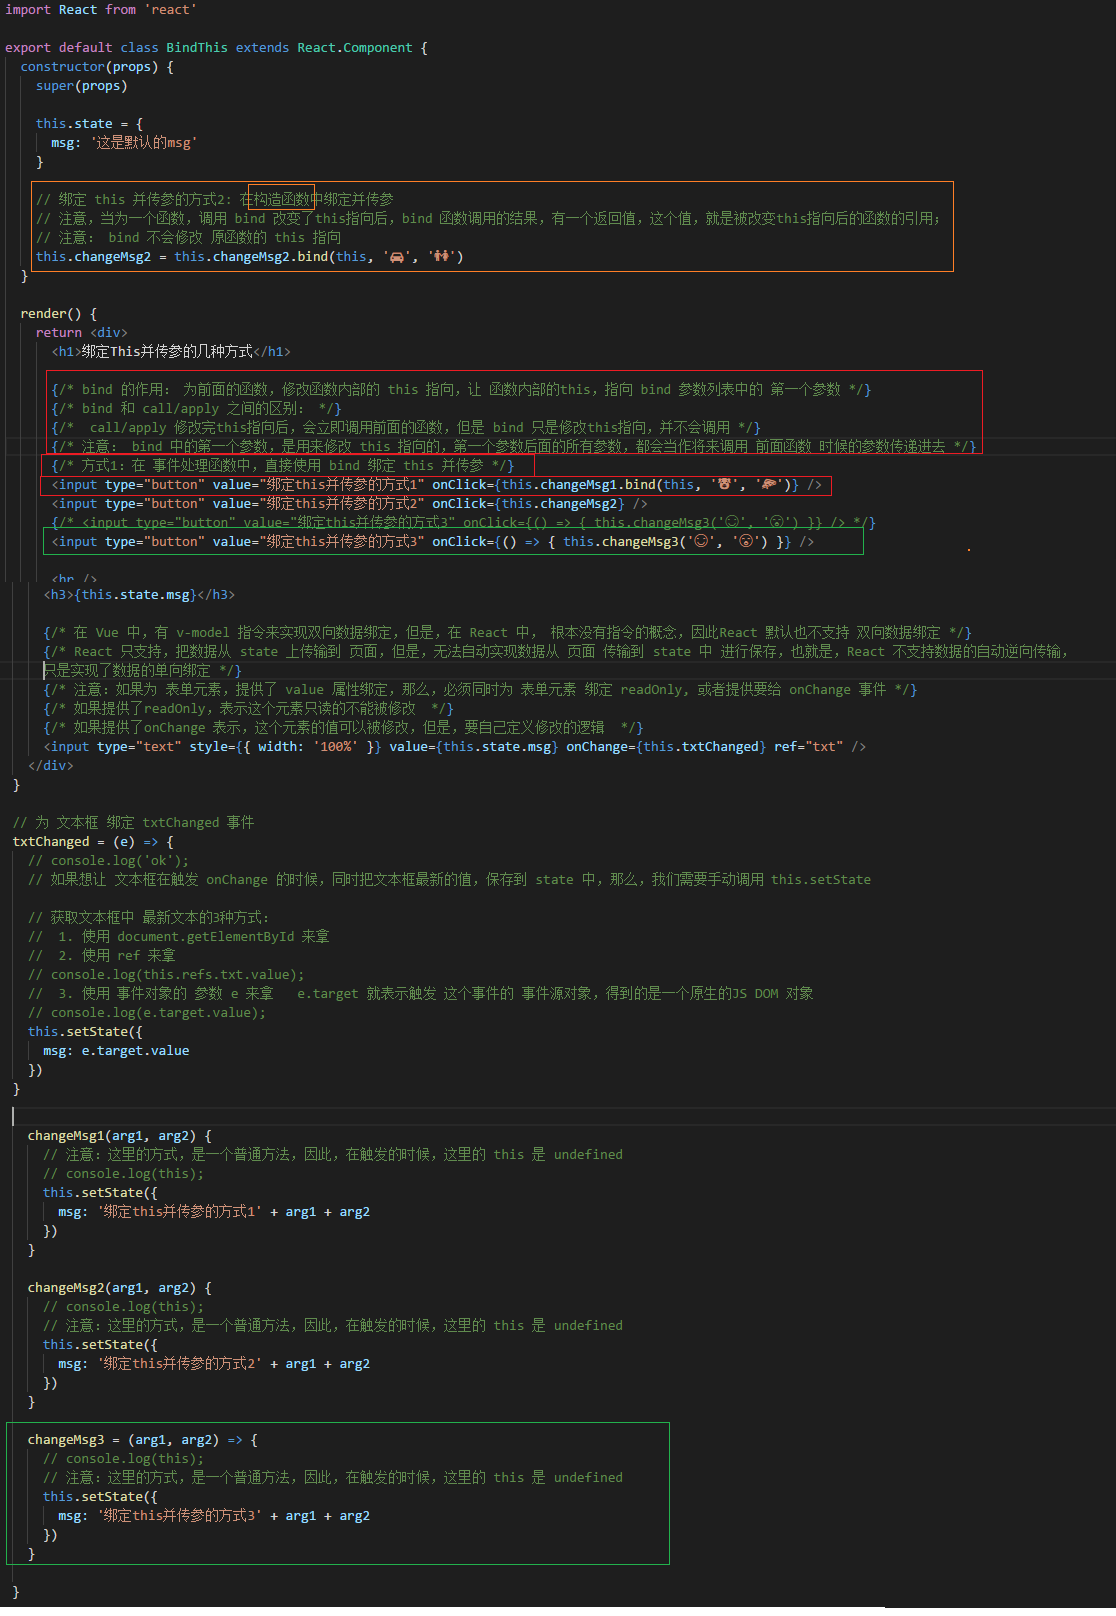 import React from 'react'
export default class BindThis extends React.Component {
constructor(props) {
super(props)
this.state = {
msg: '这是默认的msg'
}
// 绑定 this 并传参的方式2: 在构造函数中绑定并传参
// 注意，当为一个函数，调用 bind 改变了this指向后，bind 函数调用的结果，有一个返回值，这个值，就是被改变this指向后的函数的引用；
// 注意： bind 不会修改 原函数的 this 指向
this.changeMsg2 = this.changeMsg2.bind(this, '🚗', '👬')
}
render() {
return <div>
<h1>绑定This并传参的几种方式</h1>
{/* bind 的作用： 为前面的函数，修改函数内部的 this 指向，让 函数内部的this，指向 bind 参数列表中的 第一个参数 */}
{/* bind 和 call/apply 之间的区别： */}
{/*  call/apply 修改完this指向后，会立即调用前面的函数，但是 bind 只是修改this指向，并不会调用 */}
{/* 注意： bind 中的第一个参数，是用来修改 this 指向的，第一个参数后面的所有参数，都会当作将来调用 前面函数 时候的参数传递进去 */}
{/* 方式1：在 事件处理函数中，直接使用 bind 绑定 this 并传参 */}
<input type="button" value="绑定this并传参的方式1" onClick={this.changeMsg1.bind(this, '', '')} />
<input type="button" value="绑定this并传参的方式2" onClick={this.changeMsg2} />
{/* <input type="button" value="绑定this并传参的方式3" onClick={() => { this.changeMsg3('😊', '😮') }} /> */}
<input type="button" value="绑定this并传参的方式3" onClick={() => { this.changeMsg3('😊', '😮') }} />
<hr />
<h3>{this.state.msg}</h3>
{/* 在 Vue 中，有 v-model 指令来实现双向数据绑定，但是，在 React 中， 根本没有指令的概念，因此React 默认也不支持 双向数据绑定 */}
{/* React 只支持，把数据从 state 上传输到 页面，但是，无法自动实现数据从 页面 传输到 state 中 进行保存，也就是，React 不支持数据的自动逆向传输，
只是实现了数据的单向绑定 */}
{/* 注意：如果为 表单元素，提供了 value 属性绑定，那么，必须同时为 表单元素 绑定 readOnly, 或者提供要给 onChange 事件 */}
{/* 如果提供了readOnly，表示这个元素只读的不能被修改  */}
{/* 如果提供了onChange 表示，这个元素的值可以被修改，但是，要自己定义修改的逻辑  */}
<input type="text" style={{ width: '100%' }} value={this.state.msg} onChange={this.txtChanged} ref="txt" />
</div>
}
// 为 文本框 绑定 txtChanged 事件
txtChanged = (e) => {
// console.log('ok');
// 如果想让 文本框在触发 onChange 的时候，同时把文本框最新的值，保存到 state 中，那么，我们需要手动调用 this.setState
// 获取文本框中 最新文本的3种方式：
//  1. 使用 document.getElementById 来拿
//  2. 使用 ref 来拿
// console.log(this.refs.txt.value);
//  3. 使用 事件对象的 参数 e 来拿   e.target 就表示触发 这个事件的 事件源对象，得到的是一个原生的JS DOM 对象
// console.log(e.target.value);
this.setState({
msg: e.target.value
})
}
changeMsg1(arg1, arg2) {
// 注意：这里的方式，是一个普通方法，因此，在触发的时候，这里的 this 是 undefined
// console.log(this);
this.setState({
msg: '绑定this并传参的方式1' + arg1 + arg2
})
}
changeMsg2(arg1, arg2) {
// console.log(this);
// 注意：这里的方式，是一个普通方法，因此，在触发的时候，这里的 this 是 undefined
this.setState({
msg: '绑定this并传参的方式2' + arg1 + arg2
})
}
changeMsg3 = (arg1, arg2) => {
// console.log(this);
// 注意：这里的方式，是一个普通方法，因此，在触发的时候，这里的 this 是 undefined
this.setState({
msg: '绑定this并传参的方式3' + arg1 + arg2
})
}
}